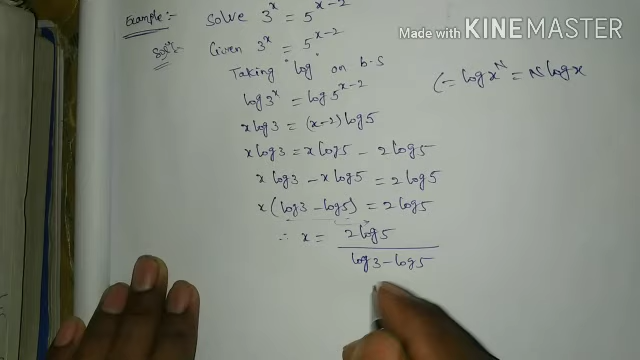 Made with KINEMASTER
Example:- Solve 3^x = 5^(x-2)
Sol:- Given 3^x = 5^(x-2)
Taking "log" on b-s
log 3^x = log 5^(x-2)
(∵ log x^N = N log x
x log 3 = (x-2) log 5
x log 3 = x log 5 - 2 log 5
x log 3 - x log 5 = 2 log 5
x (log 3 - log 5) = 2 log 5
∴ x = 2 log 5
log 3 - log 5